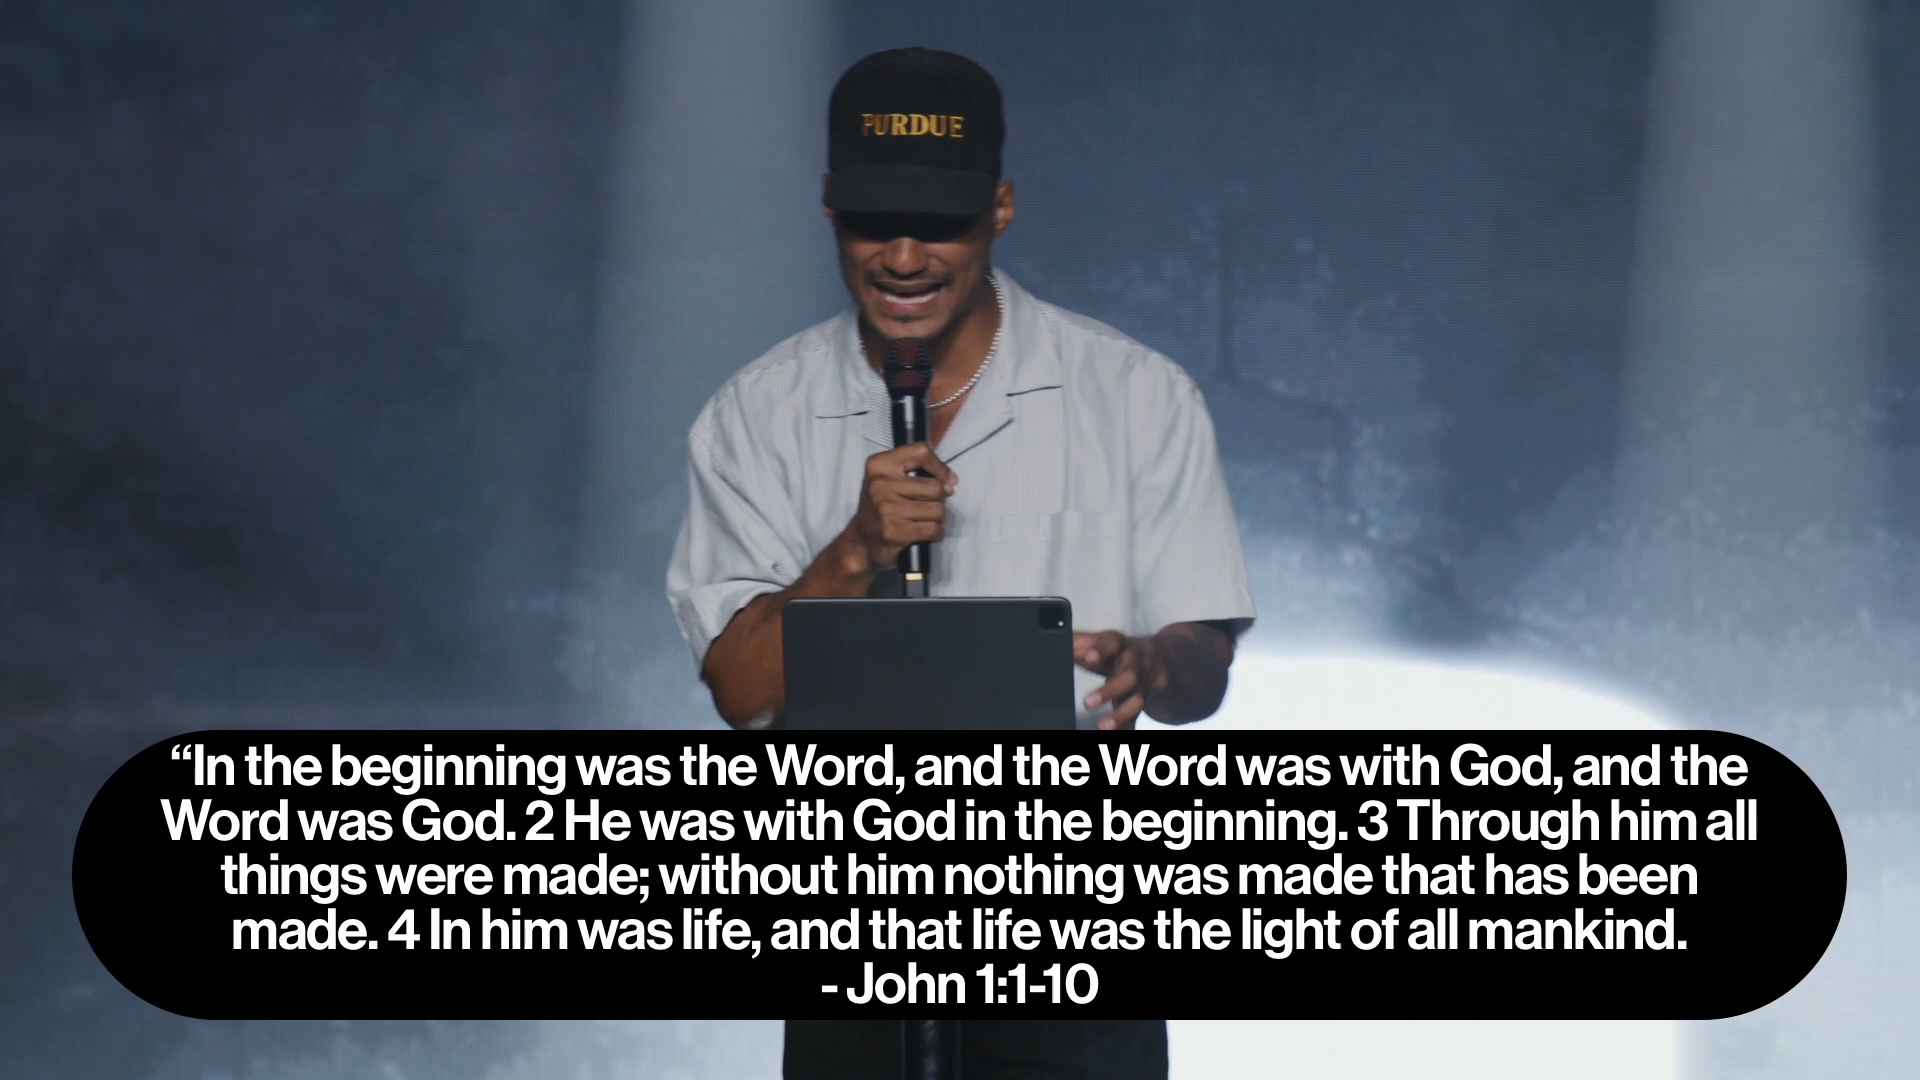 PURDUE
“In the beginning was the Word, and the Word was with God, and the
Word was God. 2 He was with God in the beginning. 3 Through him all
things were made; without him nothing was made that has been
made. 4 In him was life, and that life was the light of all mankind.
- John 1:1-10